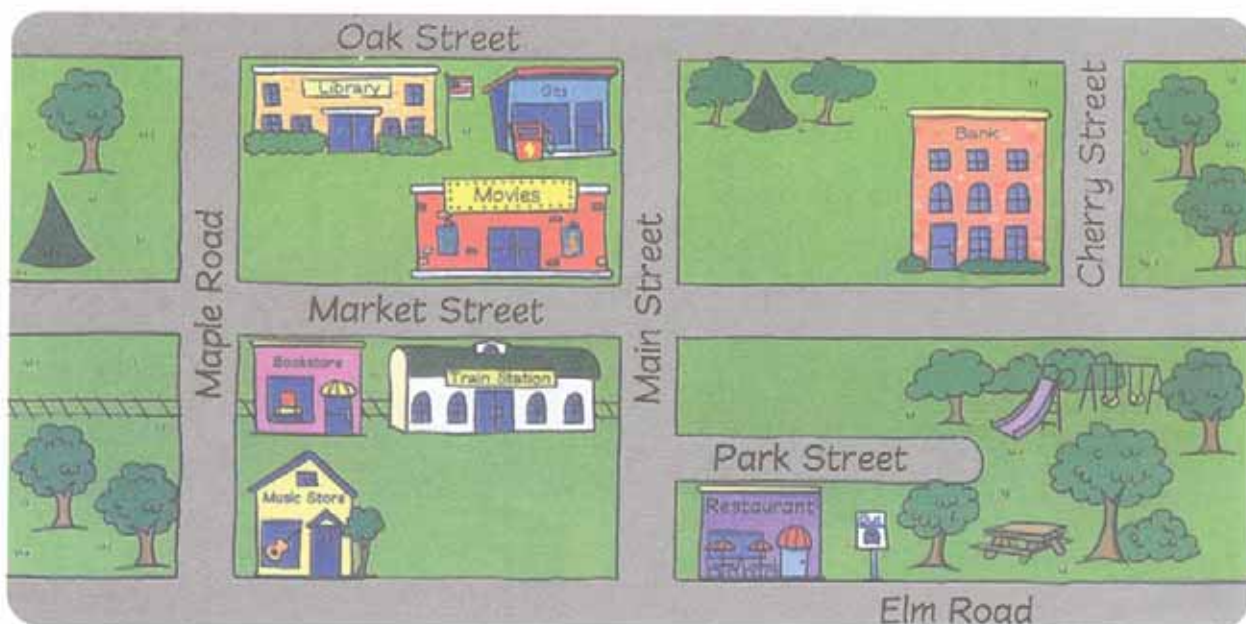 Oak Street
Library
Gas
Movies
Bank
Cherry Street
Maple Road
Market Street
Main Street
Bookstore
Train Station
Music Store
Park Street
Restaurant
Elm Road